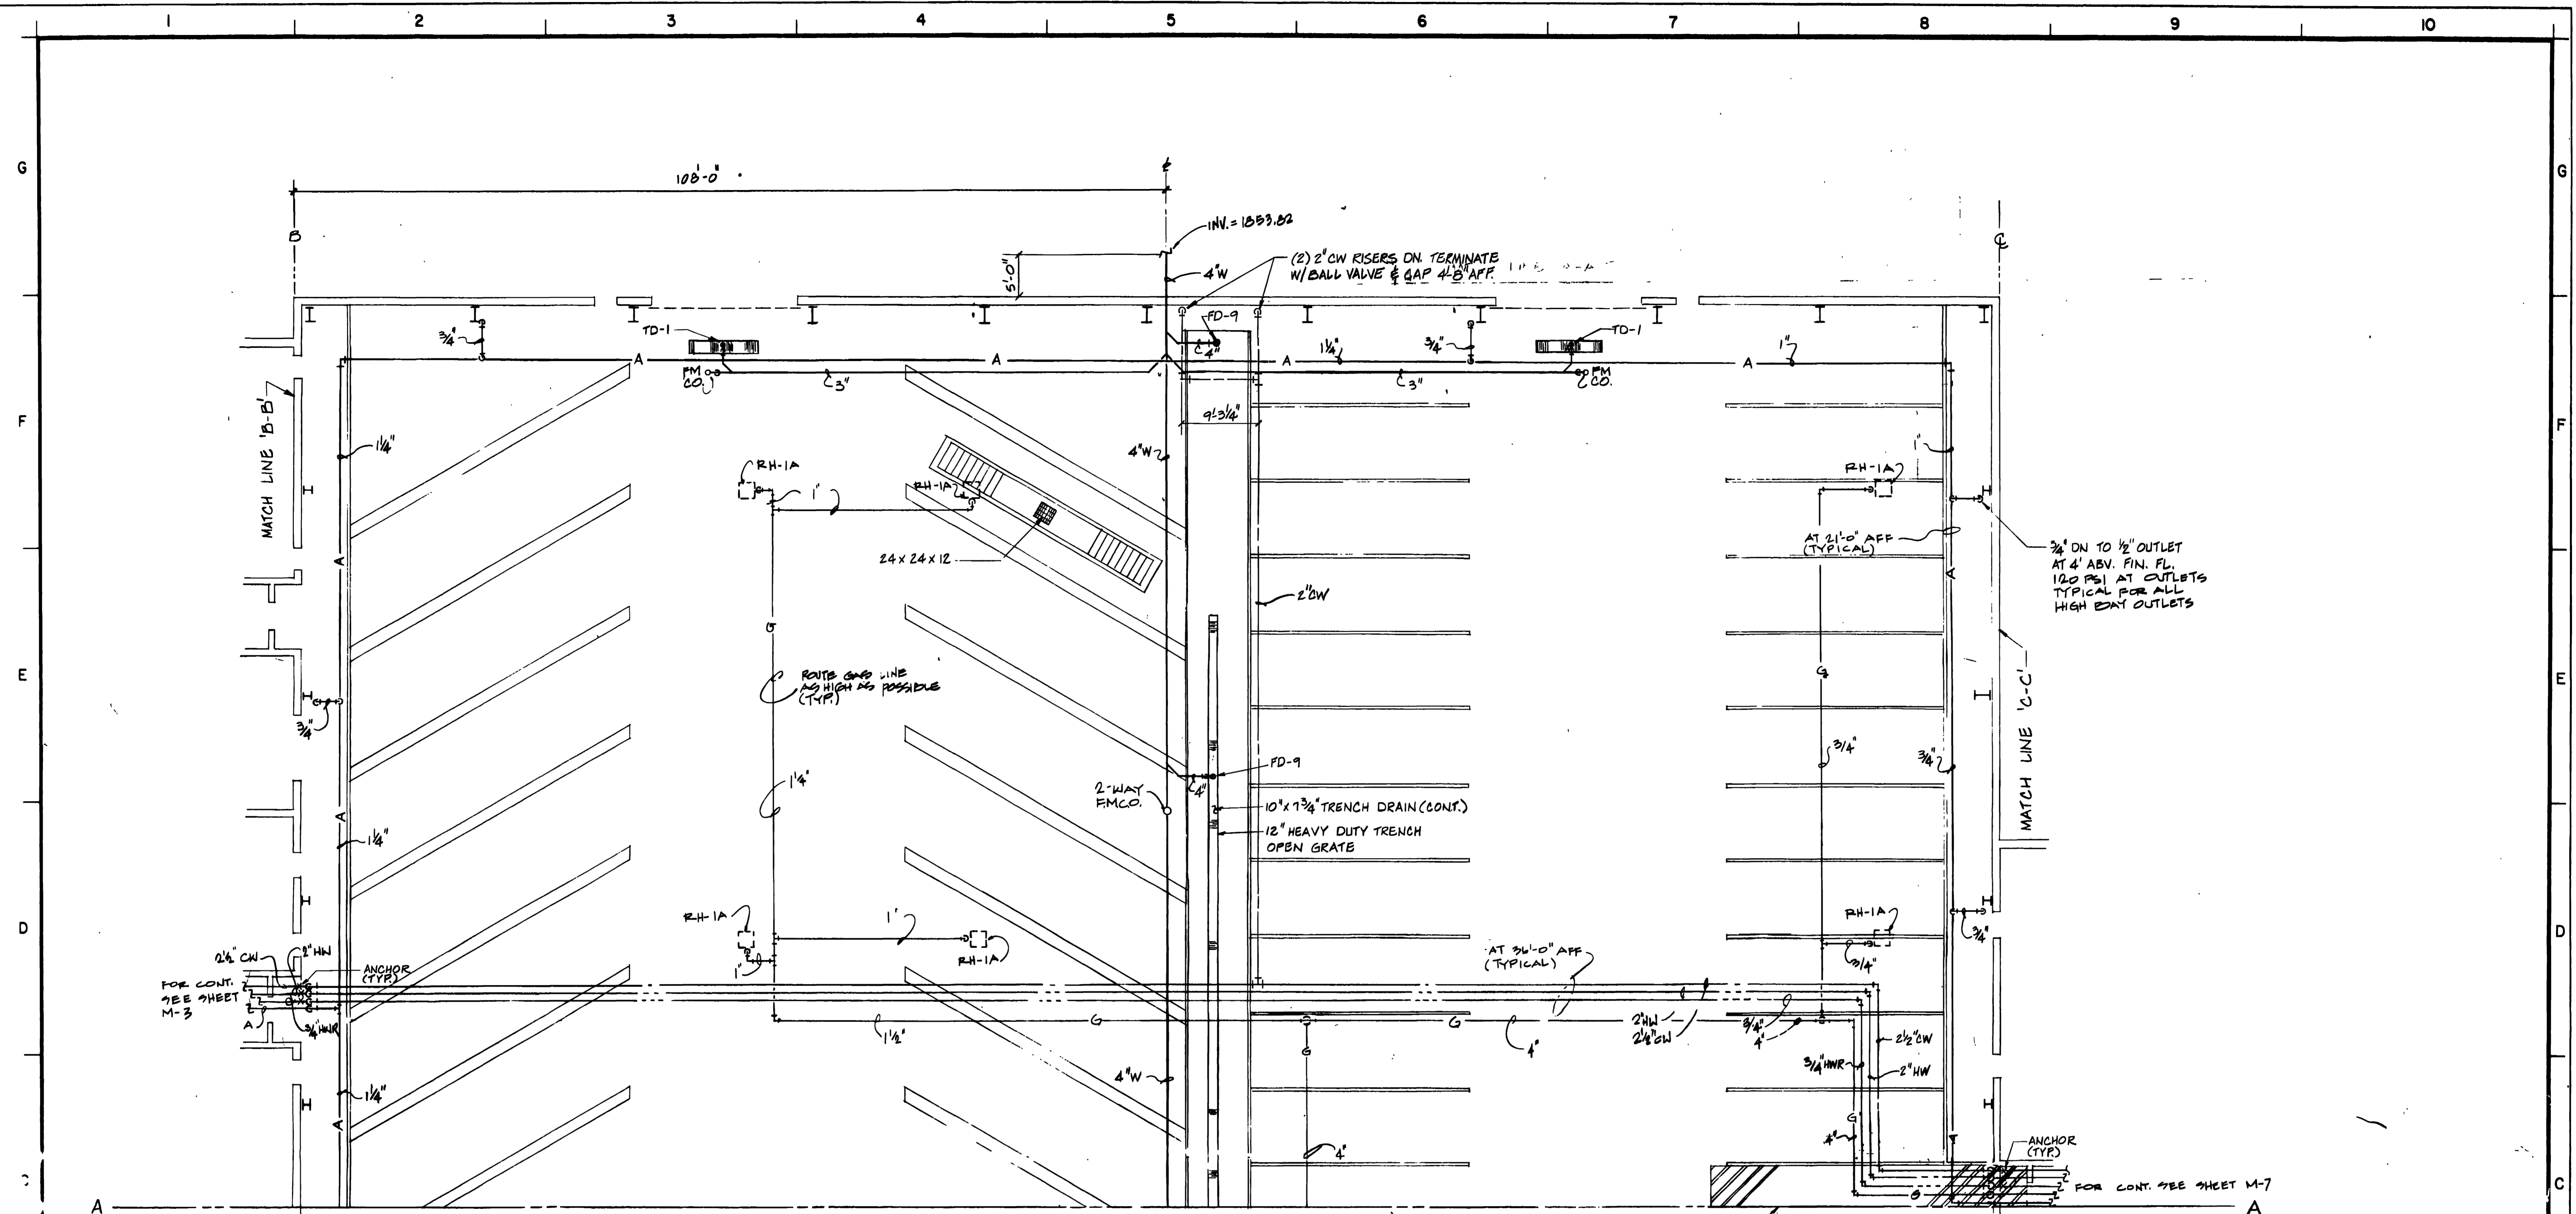 1 2 3 4 5 6 7 8 9 10
G
G
108'-0"
B
INV. = 1853.82
5'-0"
4"W
(2) 2" CW RISERS DN. TERMINATE
W/ BALL VALVE & CAP 4'-8" AFF.
FD-9
TD-1
3/4"
A
A
4"
A
1 1/4"
3/4"
TD-1
A
1"
FM
CO.
3"
3"
FM
CO.
F
F
MATCH LINE 'B-B'
9'-3 1/4"
1 1/4"
4"W
1"
RH-1A
1"
RH-1A
RH-1A
24 x 24 x 12
AT 21'-0" AFF
(TYPICAL)
A
A
3/4" DN TO 1/2" OUTLET
AT 4' ABV. FIN. FL.
120 PSI AT OUTLETS
TYPICAL FOR ALL
HIGH BAY OUTLETS
2"CW
G
E
E
ROUTE GAS LINE
AS HIGH AS POSSIBLE
(TYP.)
G
3/4"
MATCH LINE 'C-C'
3/4"
3/4"
1 1/4"
FD-9
4"
2-WAY
F.M.C.O.
10" x 7 3/4" TRENCH DRAIN (CONT.)
12" HEAVY DUTY TRENCH
OPEN GRATE
A
1 1/4"
D
D
RH-1A
1"
RH-1A
1"
RH-1A
3/4"
3/4"
AT 36'-0" AFF
(TYPICAL)
2 1/2" CW
2" HW
ANCHOR
(TYP.)
FOR CONT.
SEE SHEET
M-3
A
3/4" HWR
1 1/2"
G
G
4"
2"HW
2 1/2"CW
3/4"
4"
2 1/2"CW
3/4"HWR
2"HW
G
4"W
1 1/4"
A
G
4"
4"
A
ANCHOR
(TYP.)
C
C
G
FOR CONT. SEE SHEET M-7
A
A